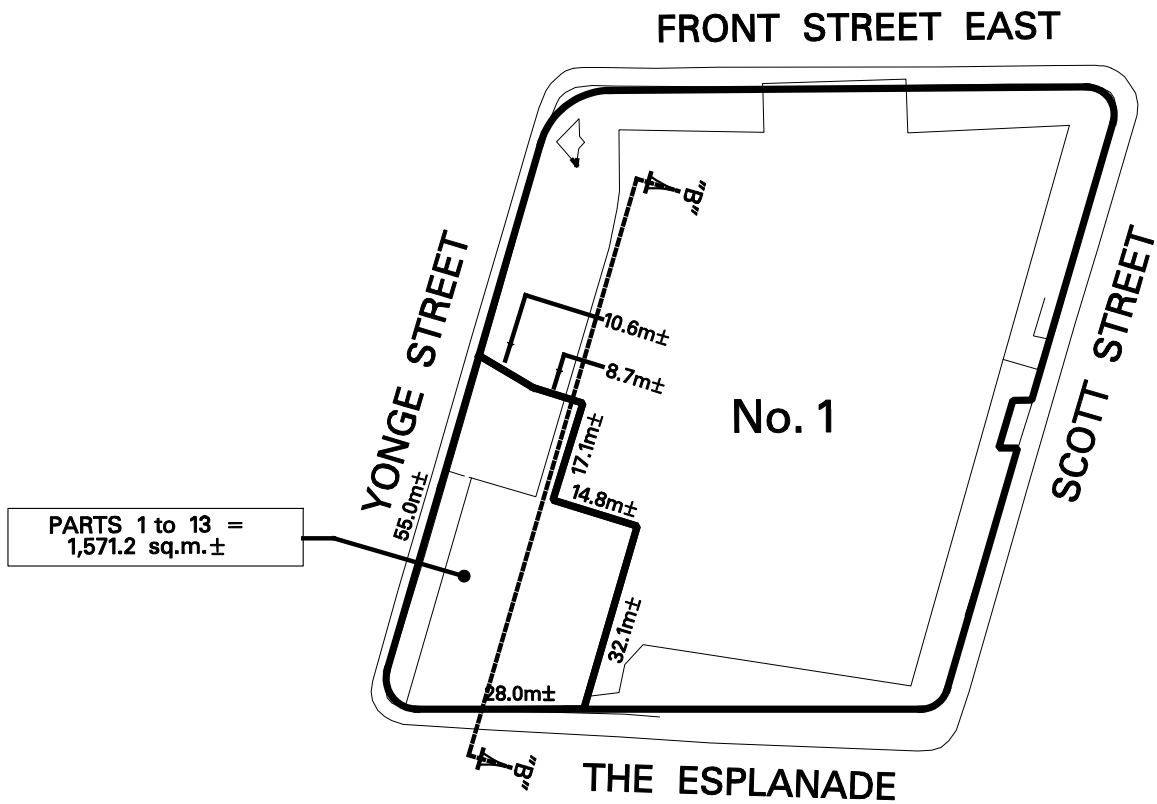 FRONT STREET EAST
"B"
YONGE STREET
10.6m±
8.7m±
SCOTT STREET
No. 1
17.1m±
14.8m±
55.0m±
PARTS 1 to 13 =
1,571.2 sq.m.±
32.1m±
28.0m±
"B"
THE ESPLANADE